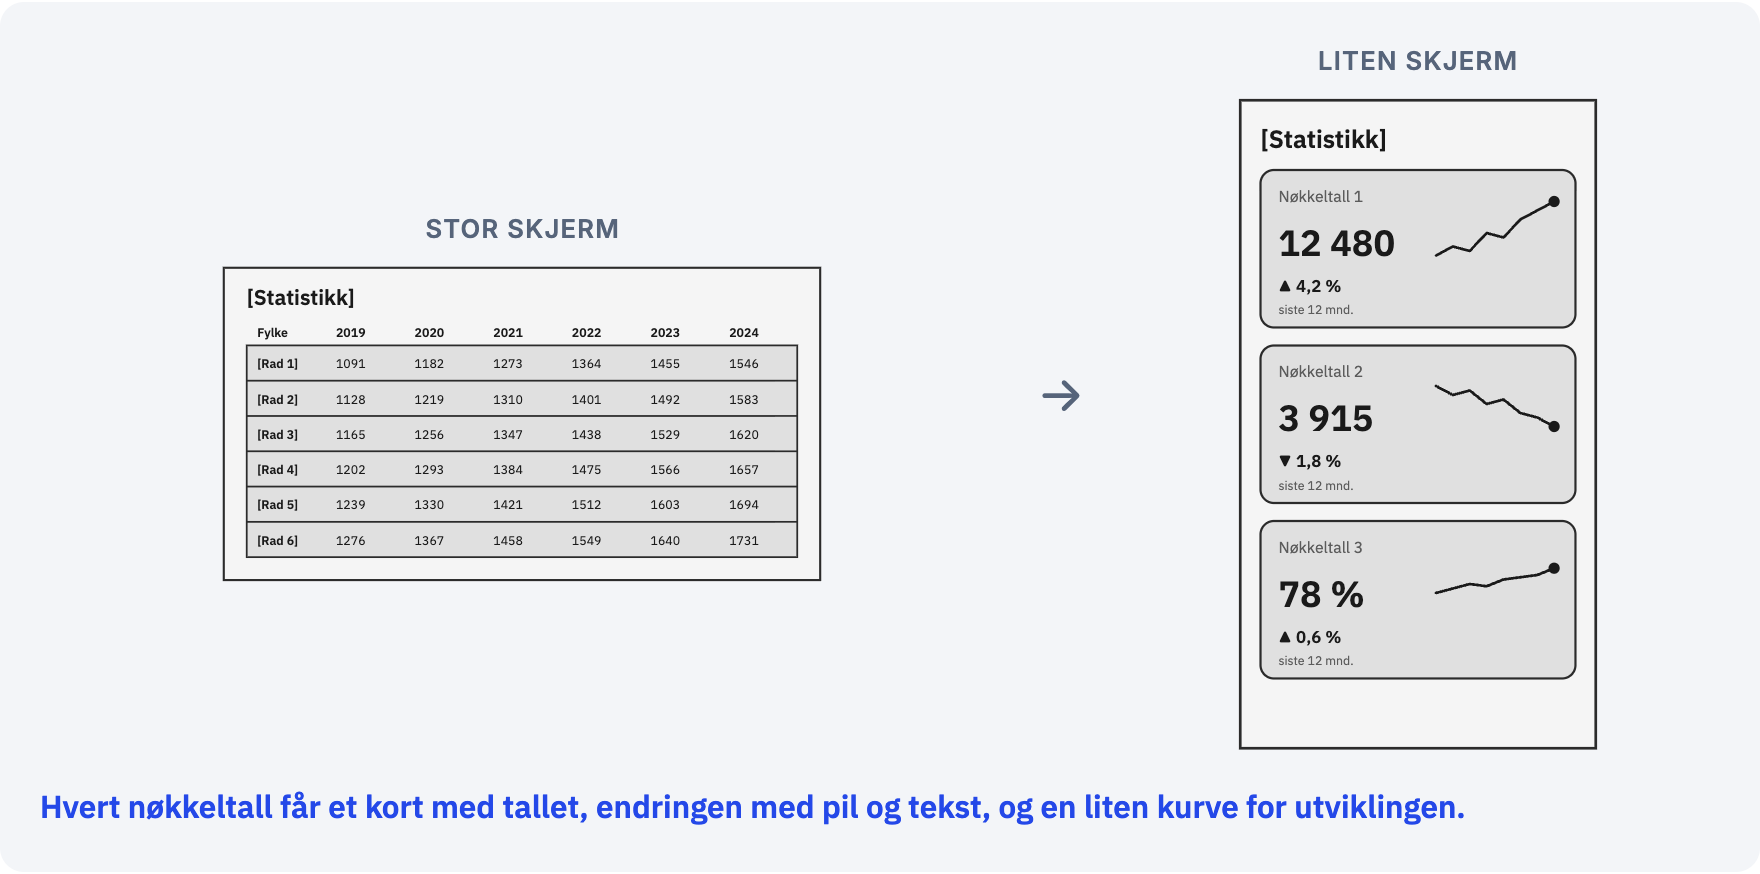 STOR SKJERM
[Statistikk]
Fylke 2019 2020 2021 2022 2023 2024
[Rad 1] 1091 1182 1273 1364 1455 1546
[Rad 2] 1128 1219 1310 1401 1492 1583
[Rad 3] 1165 1256 1347 1438 1529 1620
[Rad 4] 1202 1293 1384 1475 1566 1657
[Rad 5] 1239 1330 1421 1512 1603 1694
[Rad 6] 1276 1367 1458 1549 1640 1731
LITEN SKJERM
[Statistikk]
Nøkkeltall 1
12 480
▲ 4,2 %
siste 12 mnd.
Nøkkeltall 2
3 915
▼ 1,8 %
siste 12 mnd.
Nøkkeltall 3
78 %
▲ 0,6 %
siste 12 mnd.
Hvert nøkkeltall får et kort med tallet, endringen med pil og tekst, og en liten kurve for utviklingen.